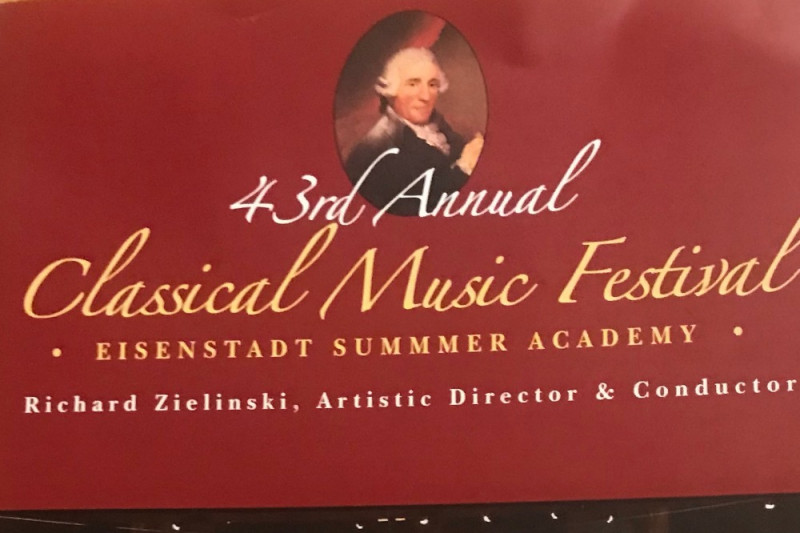 43rd Annual
Classical Music Festival
• EISENSTADT SUMMMER ACADEMY •
Richard Zielinski, Artistic Director & Conductor